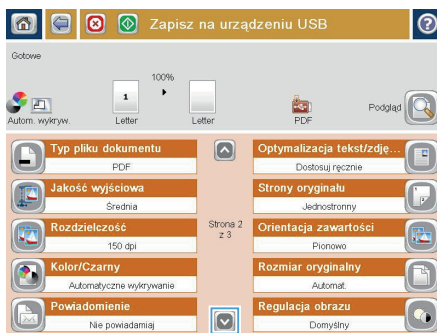 Zapisz na urządzeniu USB
?
Gotowe
100%
1
Autom. wykryw.
Letter
Letter
PDF
Podgląd
Typ pliku dokumentu
PDF
Optymalizacja tekst/zdję...
Dostosuj ręcznie
Jakość wyjściowa
Średnia
Strony oryginału
Jednostronny
Rozdzielczość
150 dpi
Strona 2
z 3
Orientacja zawartości
Pionowo
Kolor/Czarny
Automatyczne wykrywanie
Rozmiar oryginalny
Automat.
Powiadomienie
Nie powiadamiaj
Regulacja obrazu
Domyślny